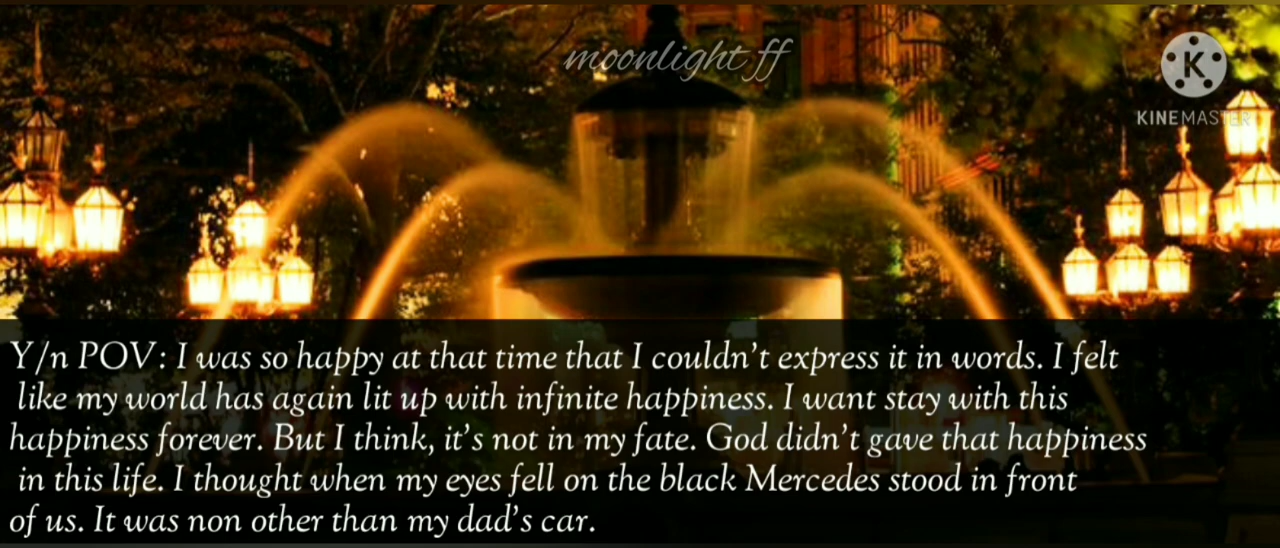 moonlight ff
KINEMASTER
Y/n POV: I was so happy at that time that I couldn't express it in words. I felt
like my world has again lit up with infinite happiness. I want stay with this
happiness forever. But I think, it's not in my fate. God didn't gave that happiness
in this life. I thought when my eyes fell on the black Mercedes stood in front
of us. It was non other than my dad's car.